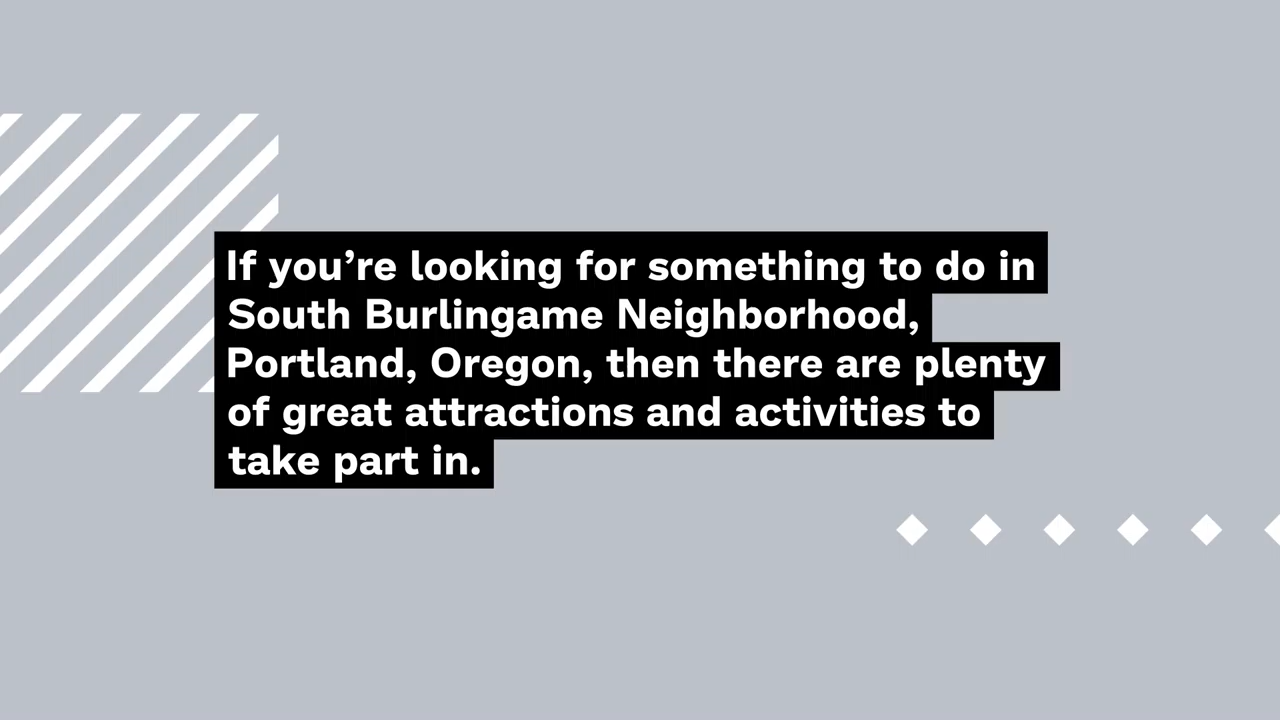 If you’re looking for something to do in
South Burlingame Neighborhood,
Portland, Oregon, then there are plenty
of great attractions and activities to
take part in.